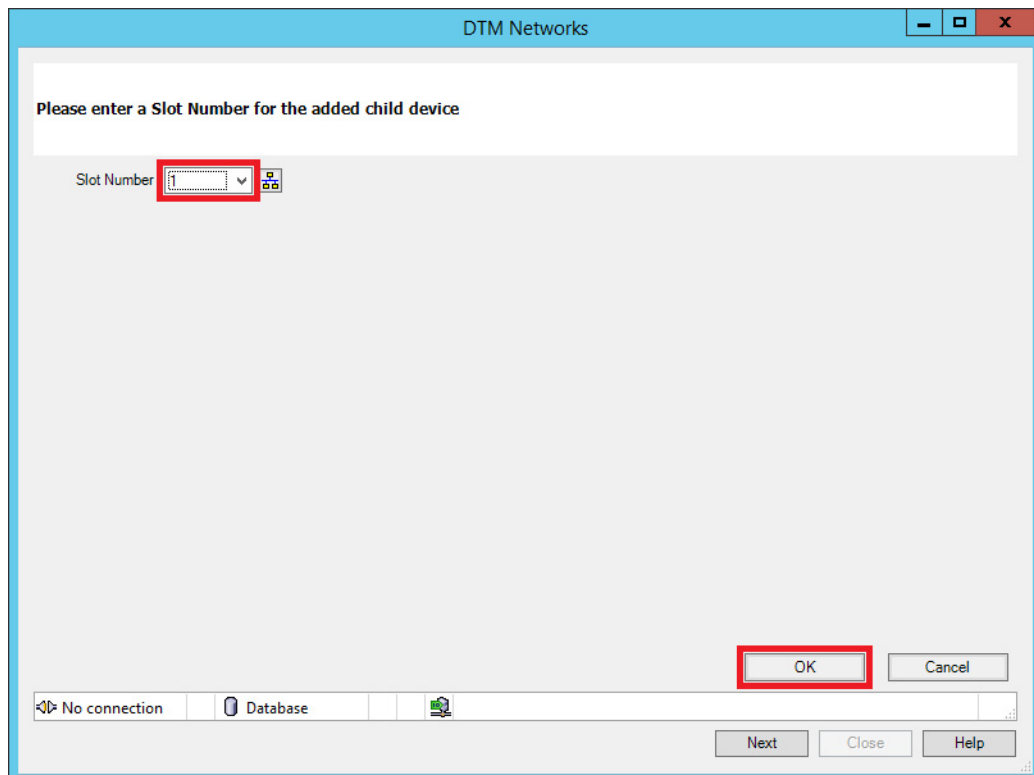 DTM Networks
Please enter a Slot Number for the added child device
Slot Number 1
OK Cancel
No connection Database
Next Close Help